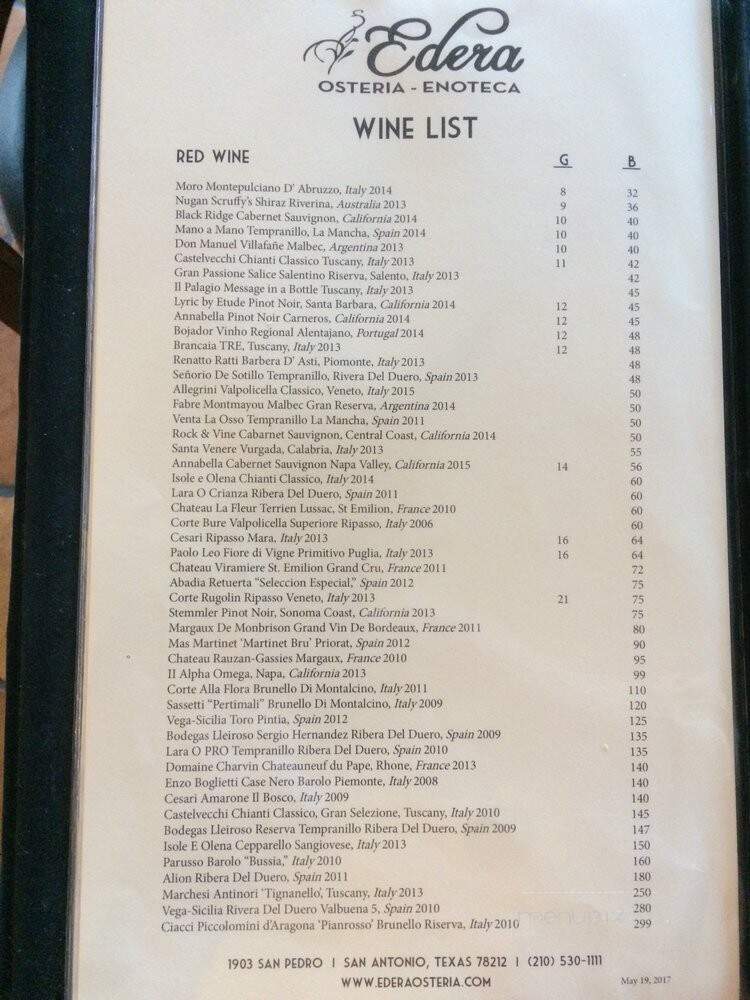 Edera
OSTERIA - ENOTECA
WINE LIST
RED WINE G B
Moro Montepulciano D' Abruzzo, Italy 2014 8 32
Nugan Scruffy's Shiraz Riverina, Australia 2013 9 36
Black Ridge Cabernet Sauvignon, California 2014 10 40
Mano a Mano Tempranillo, La Mancha, Spain 2014 10 40
Don Manuel Villafañe Malbec, Argentina 2013 10 40
Castelvecchi Chianti Classico Tuscany, Italy 2013 11 42
Gran Passione Salice Salentino Riserva, Salento, Italy 2013 42
Il Palagio Message in a Bottle Tuscany, Italy 2013 45
Lyric by Etude Pinot Noir, Santa Barbara, California 2014 12 45
Annabella Pinot Noir Carneros, California 2014 12 45
Bojador Vinho Regional Alentajano, Portugal 2014 12 48
Brancaia TRE, Tuscany, Italy 2013 12 48
Renatto Ratti Barbera D' Asti, Piomonte, Italy 2013 48
Señorio De Sotillo Tempranillo, Rivera Del Duero, Spain 2013 48
Allegrini Valpolicella Classico, Veneto, Italy 2015 50
Fabre Montmayou Malbec Gran Reserva, Argentina 2014 50
Venta La Osso Tempranillo La Mancha, Spain 2011 50
Rock & Vine Cabarnet Sauvignon, Central Coast, California 2014 50
Santa Venere Vurgada, Calabria, Italy 2013 55
Annabella Cabernet Sauvignon Napa Valley, California 2015 14 56
Isole e Olena Chianti Classico, Italy 2014 60
Lara O Crianza Ribera Del Duero, Spain 2011 60
Chateau La Fleur Terrien Lussac, St Emilion, France 2010 60
Corte Bure Valpolicella Superiore Ripasso, Italy 2006 60
Cesari Ripasso Mara, Italy 2013 16 64
Paolo Leo Fiore di Vigne Primitivo Puglia, Italy 2013 16 64
Chateau Viramiere St. Emilion Grand Cru, France 2011 72
Abadia Retuerta "Seleccion Especial," Spain 2012 75
Corte Rugolin Ripasso Veneto, Italy 2013 21 75
Stemmler Pinot Noir, Sonoma Coast, California 2013 75
Margaux De Monbrison Grand Vin De Bordeaux, France 2011 80
Mas Martinet 'Martinet Bru' Priorat, Spain 2012 90
Chateau Rauzan-Gassies Margaux, France 2010 95
II Alpha Omega, Napa, California 2013 99
Corte Alla Flora Brunello Di Montalcino, Italy 2011 110
Sassetti "Pertimali" Brunello Di Montalcino, Italy 2009 120
Vega-Sicilia Toro Pintia, Spain 2012 125
Bodegas Lleiroso Sergio Hernandez Ribera Del Duero, Spain 2009 135
Lara O PRO Tempranillo Ribera Del Duero, Spain 2010 135
Domaine Charvin Chateauneuf du Pape, Rhone, France 2013 140
Enzo Boglietti Case Nero Barolo Piemonte, Italy 2008 140
Cesari Amarone Il Bosco, Italy 2009 140
Castelvecchi Chianti Classico, Gran Selezione, Tuscany, Italy 2010 145
Bodegas Lleiroso Reserva Tempranillo Ribera Del Duero, Spain 2009 147
Isole E Olena Cepparello Sangiovese, Italy 2013 150
Parusso Barolo "Bussia," Italy 2010 160
Alion Ribera Del Duero, Spain 2011 180
Marchesi Antinori 'Tignanello', Tuscany, Italy 2013 250
Vega-Sicilia Rivera Del Duero Valbuena 5, Spain 2010 280
Ciacci Piccolomini d'Aragona 'Pianrosso' Brunello Riserva, Italy 2010 299
1903 SAN PEDRO | SAN ANTONIO, TEXAS 78212 | (210) 530-1111
WWW.EDERAOSTERIA.COM
May 19, 2017